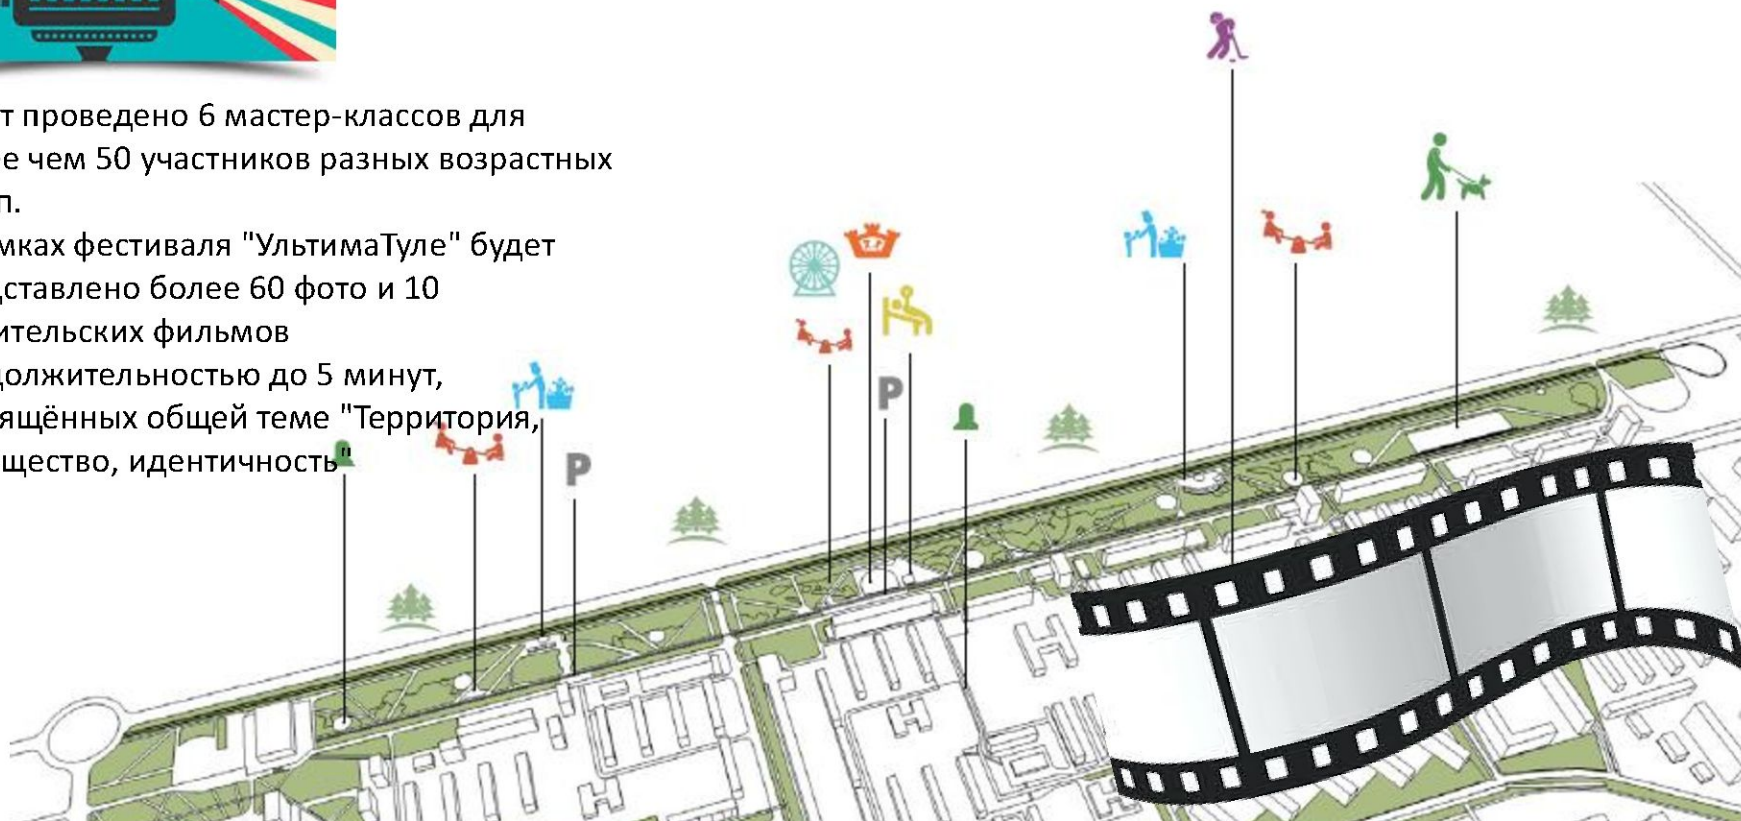 т проведено 6 мастер-классов для
е чем 50 участников разных возрастных
п.
мках фестиваля "УльтимаТуле" будет
дставлено более 60 фото и 10
ительских фильмов
должительностью до 5 минут,
ящённых общей теме "Территория,
щество, идентичность"
P
P